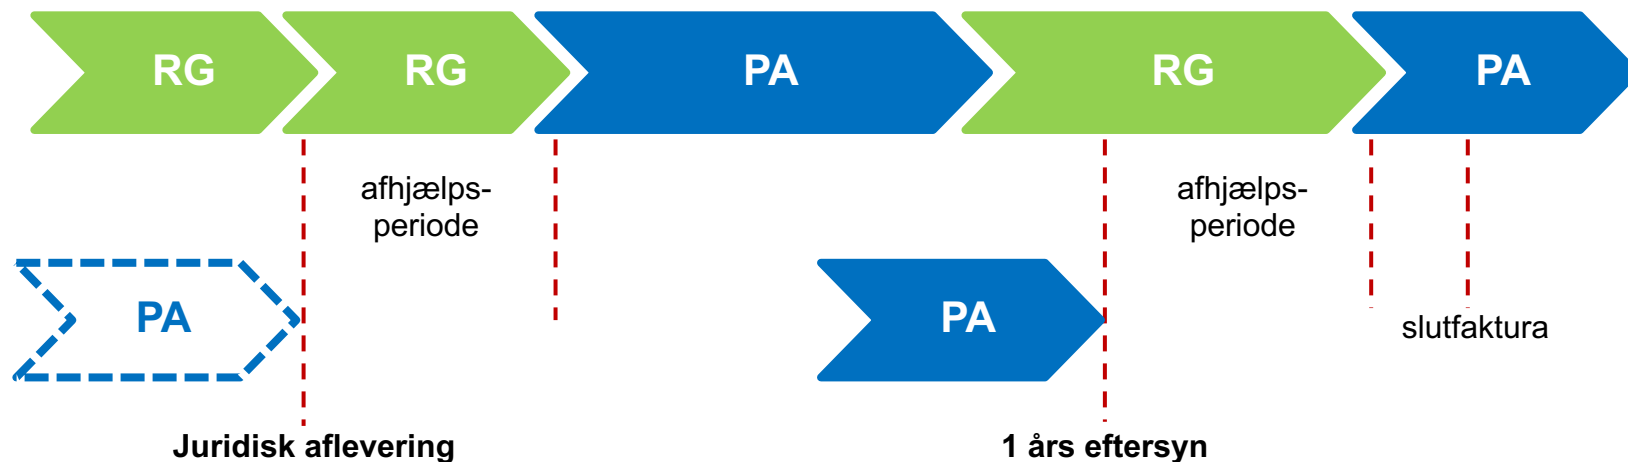 RG
RG
PA
RG
PA
afhjælps-
periode
afhjælps-
periode
PA
PA
slutfaktura
Juridisk aflevering
1 års eftersyn